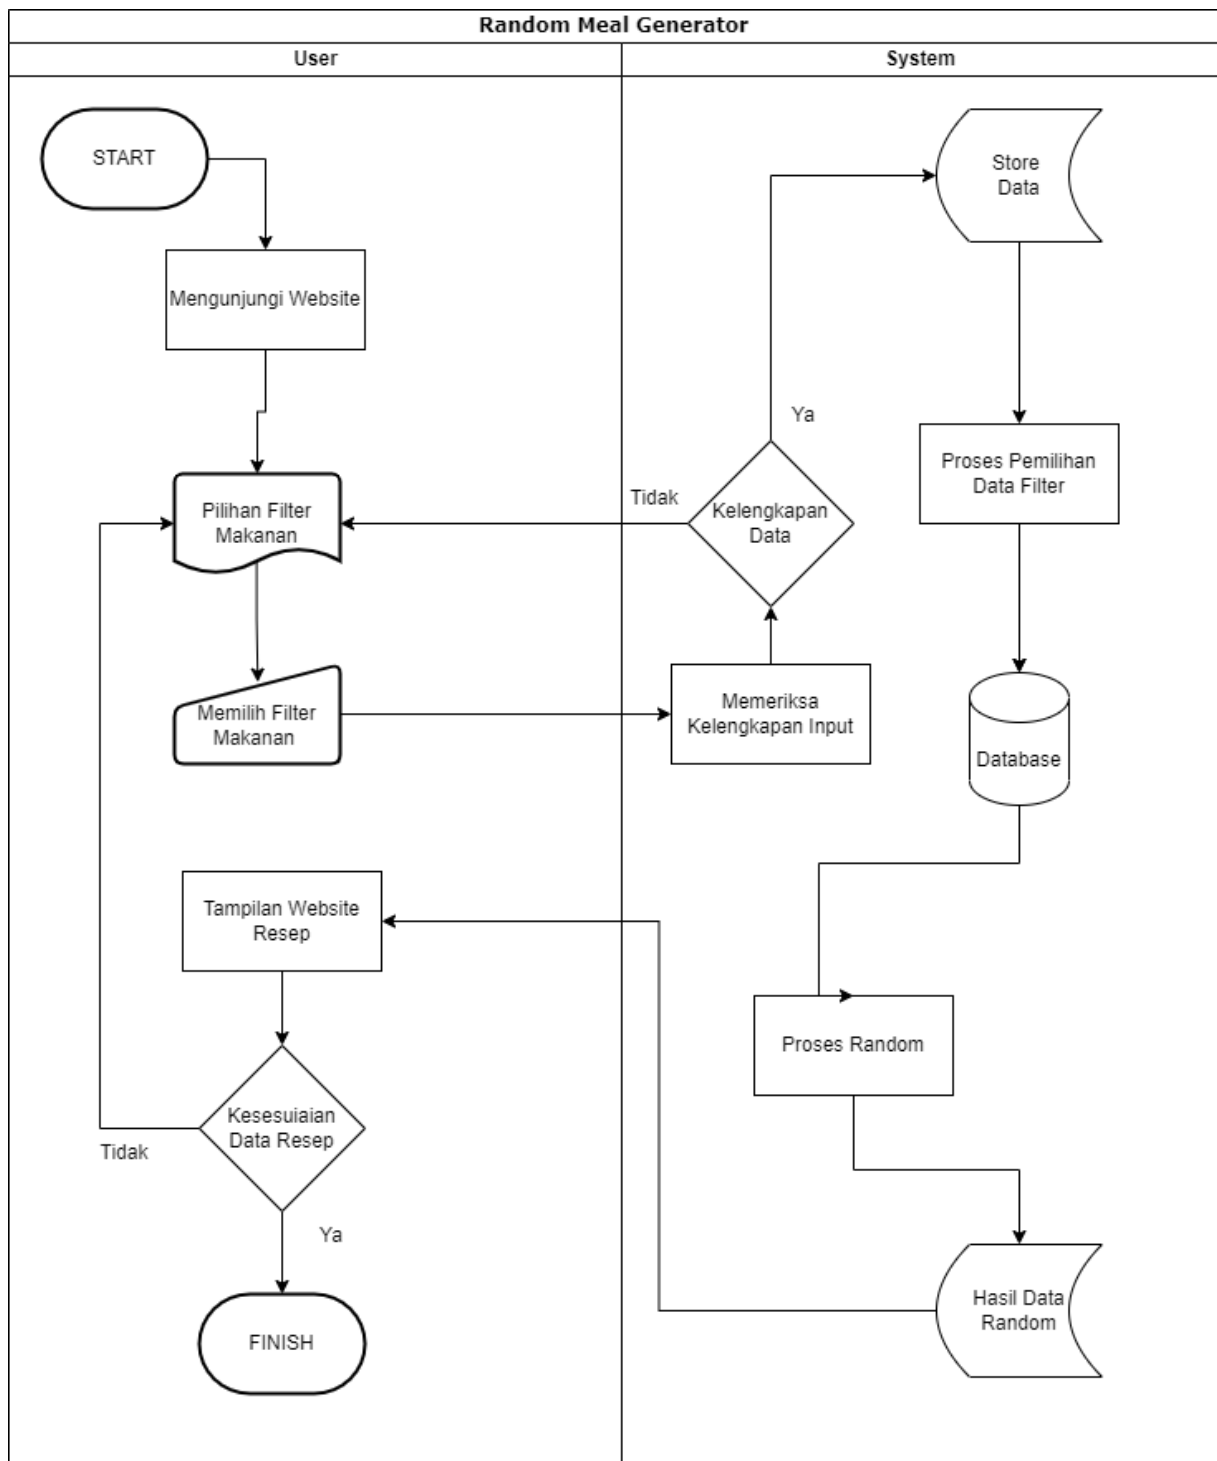 Random Meal Generator
User
System
START
Mengunjungi Website
Pilihan Filter
Makanan
Memilih Filter
Makanan
Memeriksa
Kelengkapan Input
Kelengkapan
Data
Tidak
Ya
Store
Data
Proses Pemilihan
Data Filter
Database
Proses Random
Hasil Data
Random
Tampilan Website
Resep
Kesesuiaian
Data Resep
Tidak
Ya
FINISH